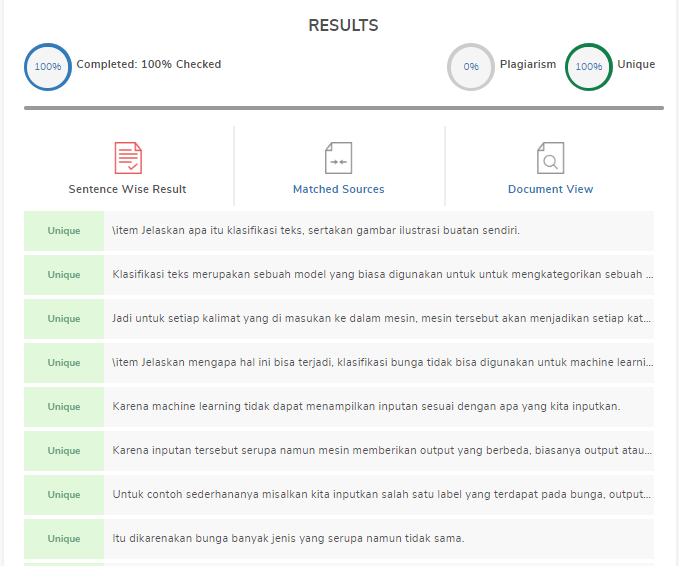 RESULTS
100% Completed: 100% Checked 0% Plagiarism 100% Unique
Sentence Wise Result Matched Sources Document View
Unique \item Jelaskan apa itu klasifikasi teks, sertakan gambar ilustrasi buatan sendiri.
Unique Klasifikasi teks merupakan sebuah model yang biasa digunakan untuk untuk mengkategorikan sebuah ...
Unique Jadi untuk setiap kalimat yang di masukan ke dalam mesin, mesin tersebut akan menjadikan setiap kat...
Unique \item Jelaskan mengapa hal ini bisa terjadi, klasifikasi bunga tidak bisa digunakan untuk machine learni...
Unique Karena machine learning tidak dapat menampilkan inputan sesuai dengan apa yang kita inputkan.
Unique Karena inputan tersebut serupa namun mesin memberikan output yang berbeda, biasanya output atau...
Unique Untuk contoh sederhananya misalkan kita inputkan salah satu label yang terdapat pada bunga, output...
Unique Itu dikarenakan bunga banyak jenis yang serupa namun tidak sama.